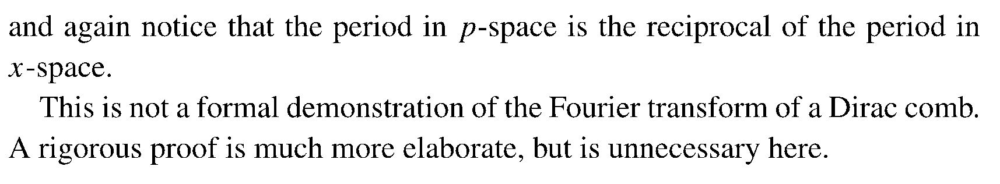 and again notice that the period in p-space is the reciprocal of the period in
x-space.
This is not a formal demonstration of the Fourier transform of a Dirac comb.
A rigorous proof is much more elaborate, but is unnecessary here.